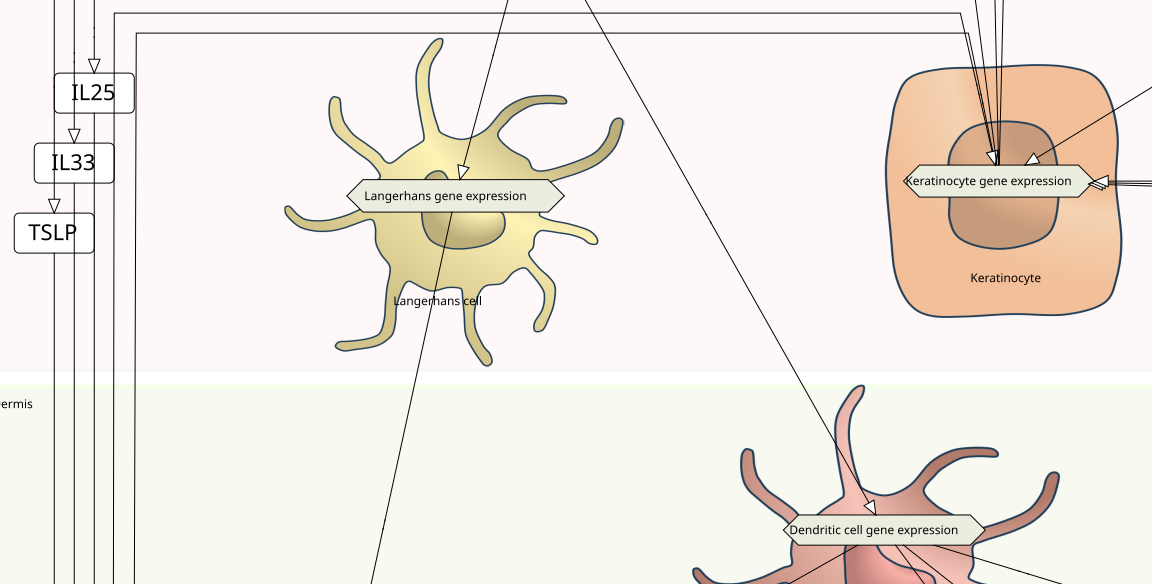 IL25
IL33
TSLP
Langerhans gene expression
Langerhans cell
Keratinocyte gene expression
Keratinocyte
ermis
Dendritic cell gene expression